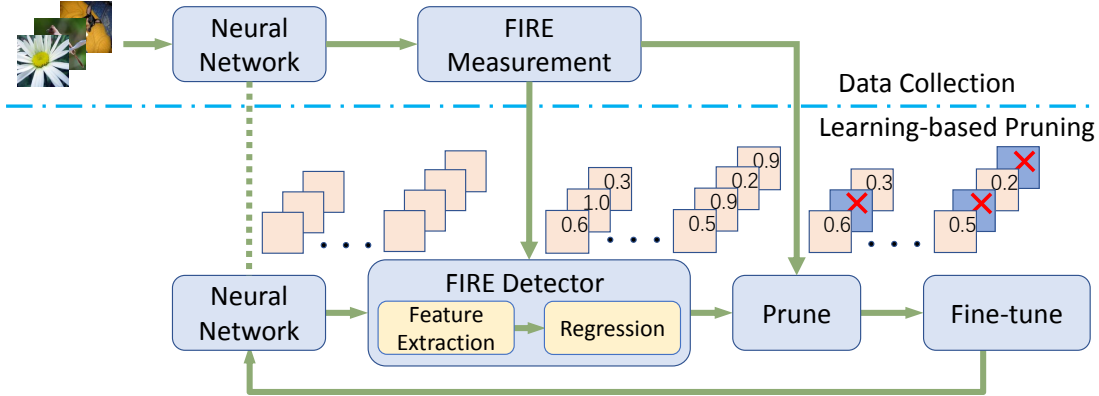 Neural
Network
FIRE
Measurement
Data Collection
Learning-based Pruning
0.6
1.0
0.3
0.5
0.9
0.2
0.9
0.6
0.3
0.5
0.2
Neural
Network
FIRE Detector
Feature
Extraction
Regression
Prune
Fine-tune